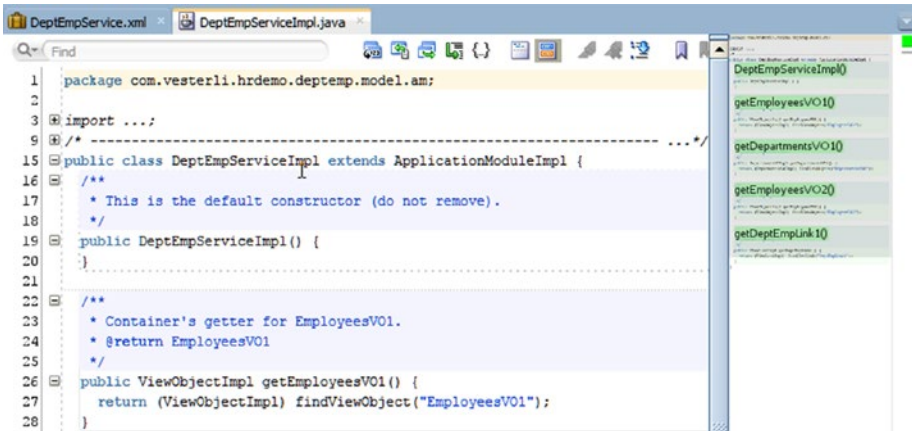 DeptEmpService.xml
DeptEmpServiceImpl.java
Find
1 package com.vesterli.hrdemo.deptemp.model.am;
2
3 import ...;
9 /* --------------------------------------------------------------- ...*/
15 public class DeptEmpServiceImpl extends ApplicationModuleImpl {
16 /**
17 * This is the default constructor (do not remove).
18 */
19 public DeptEmpServiceImpl() {
20 }
21
22 /**
23 * Container's getter for EmployeesVO1.
24 * @return EmployeesVO1
25 */
26 public ViewObjectImpl getEmployeesVO1() {
27 return (ViewObjectImpl) findViewObject("EmployeesVO1");
28 }
DeptEmpServiceImpl()
getEmployeesVO1()
getDepartmentsVO1()
getEmployeesVO2()
getDeptEmpLink1()